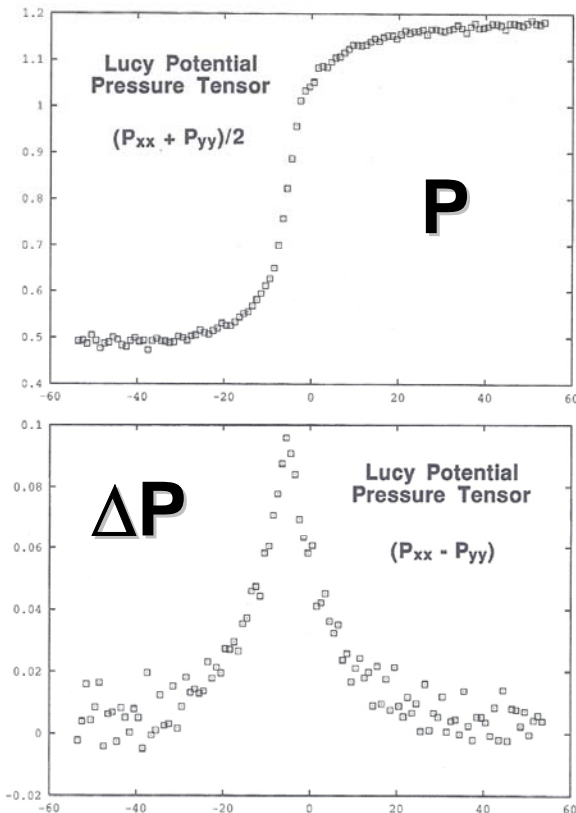 1.2
Lucy Potential
Pressure Tensor
1.1
(Pxx + Pyy)/2
1
0.9
P
0.8
0.7
0.6
0.5
0.4
-60 -40 -20 0 20 40 60
0.1
Lucy Potential
Pressure Tensor
0.08
ΔP
(Pxx - Pyy)
0.06
0.04
0.02
0
-0.02
-60 -40 -20 0 20 40 60